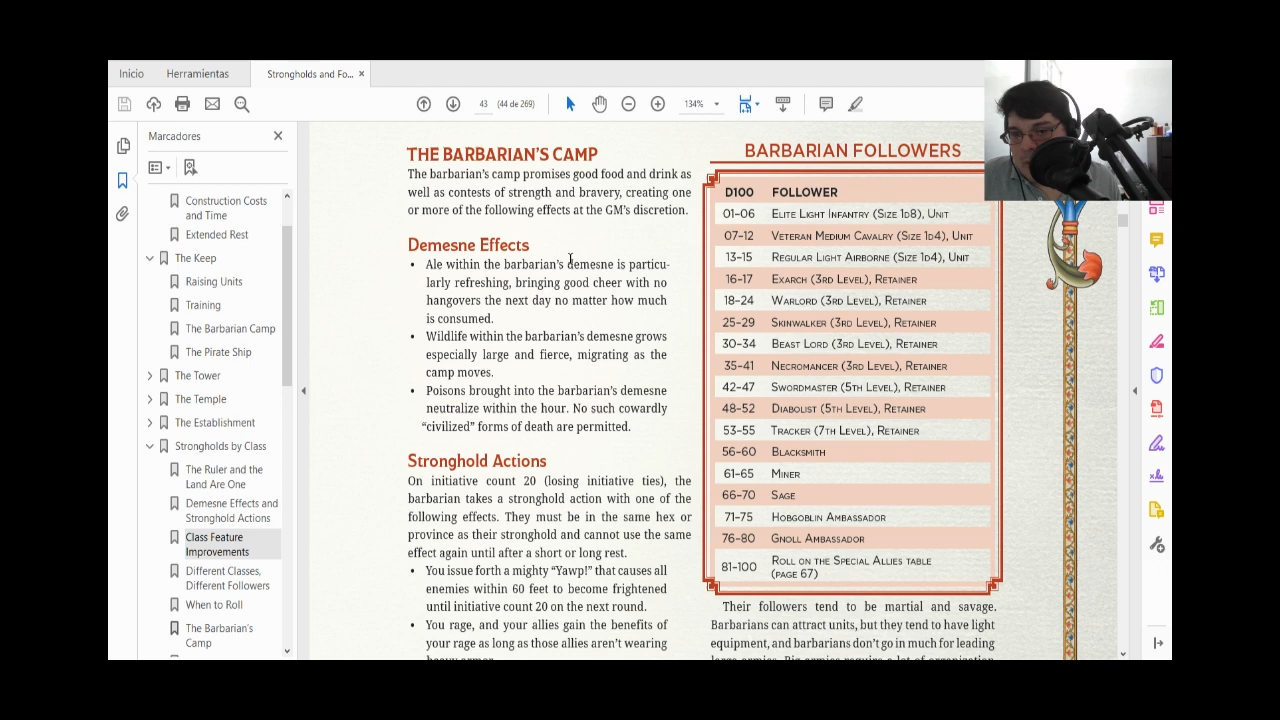 Inicio
Herramientas
Strongholds and Fo... ×
43
(44 de 269)
134%
Marcadores
Construction Costs
and Time
Extended Rest
The Keep
Raising Units
Training
The Barbarian Camp
The Pirate Ship
The Tower
The Temple
The Establishment
Strongholds by Class
The Ruler and the
Land Are One
Demesne Effects and
Stronghold Actions
Class Feature
Improvements
Different Classes,
Different Followers
When to Roll
The Barbarian's
Camp
THE BARBARIAN'S CAMP
The barbarian's camp promises good food and drink as
well as contests of strength and bravery, creating one
or more of the following effects at the GM's discretion.
Demesne Effects
• Ale within the barbarian's demesne is particu-
larly refreshing, bringing good cheer with no
hangovers the next day no matter how much
is consumed.
• Wildlife within the barbarian's demesne grows
especially large and fierce, migrating as the
camp moves.
• Poisons brought into the barbarian's demesne
neutralize within the hour. No such cowardly
“civilized” forms of death are permitted.
Stronghold Actions
On initiative count 20 (losing initiative ties), the
barbarian takes a stronghold action with one of the
following effects. They must be in the same hex or
province as their stronghold and cannot use the same
effect again until after a short or long rest.
• You issue forth a mighty “Yawp!” that causes all
enemies within 60 feet to become frightened
until initiative count 20 on the next round.
• You rage, and your allies gain the benefits of
your rage as long as those allies aren't wearing
heavy armor.
BARBARIAN FOLLOWERS
D100 FOLLOWER
01–06 Elite Light Infantry (Size 1d8), Unit
07–12 Veteran Medium Cavalry (Size 1d4), Unit
13–15 Regular Light Airborne (Size 1d4), Unit
16–17 Exarch (3rd Level), Retainer
18–24 Warlord (3rd Level), Retainer
25–29 Skinwalker (3rd Level), Retainer
30–34 Beast Lord (3rd Level), Retainer
35–41 Necromancer (3rd Level), Retainer
42–47 Swordmaster (5th Level), Retainer
48–52 Diabolist (5th Level), Retainer
53–55 Tracker (7th Level), Retainer
56–60 Blacksmith
61–65 Miner
66–70 Sage
71–75 Hobgoblin Ambassador
76–80 Gnoll Ambassador
81–100 Roll on the Special Allies table
(page 67)
Their followers tend to be martial and savage.
Barbarians can attract units, but they tend to have light
equipment, and barbarians don't go in much for leading
large armies. Big armies require a lot of organization